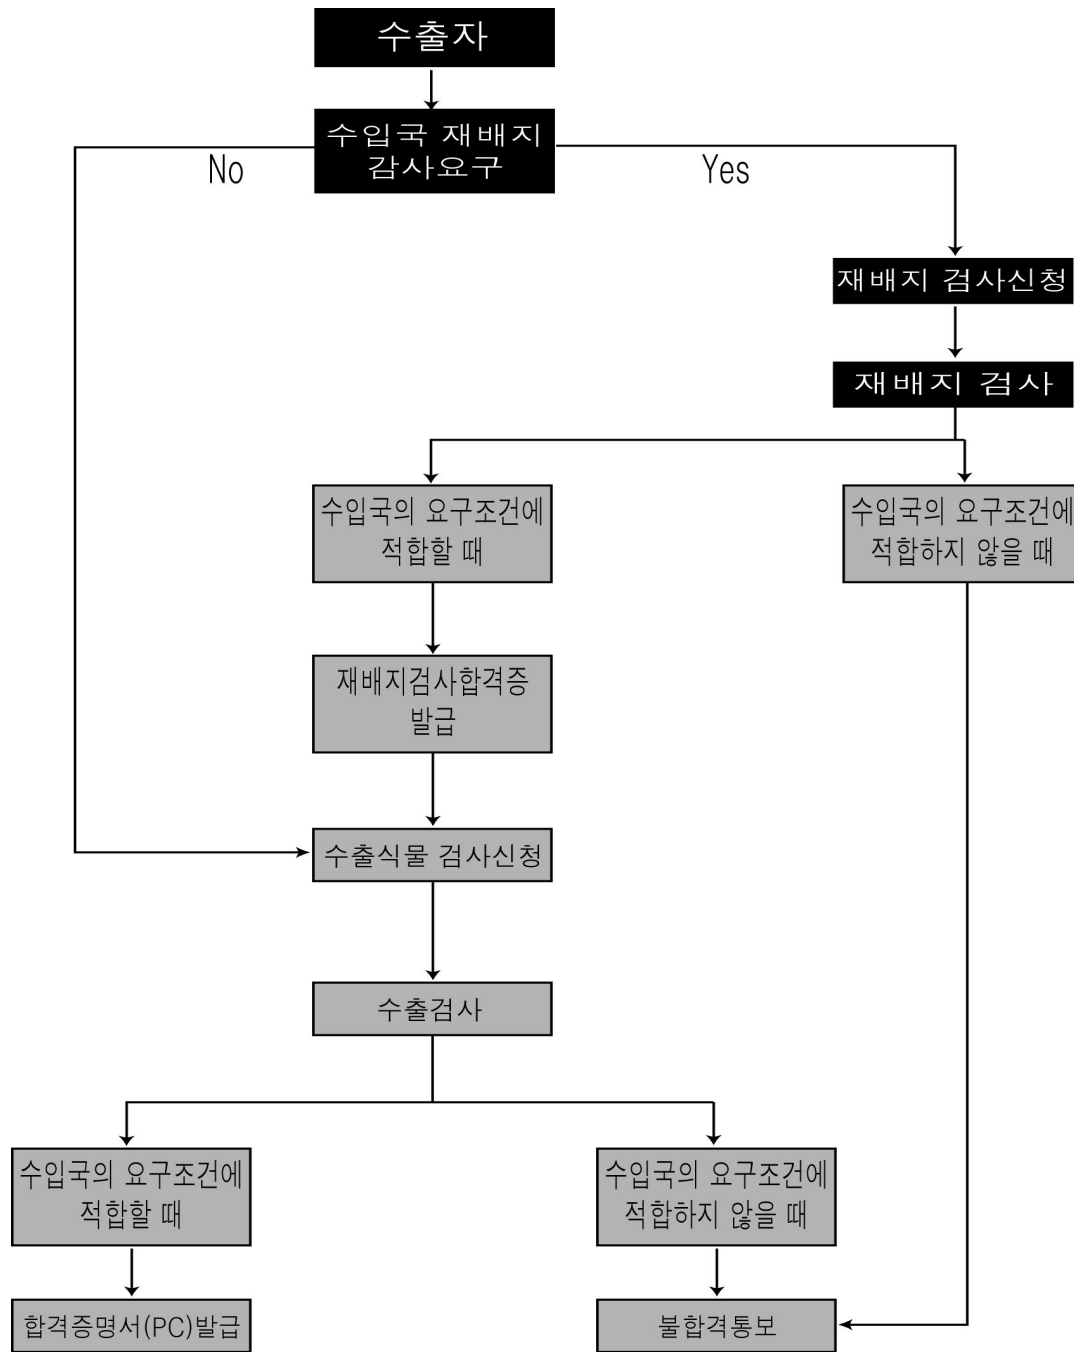 수출자
수입국 재배지
감사요구
No
Yes
재배지 검사신청
재배지 검사
수입국의 요구조건에
적합할 때
수입국의 요구조건에
적합하지 않을 때
재배지검사합격증
발급
수출식물 검사신청
수출검사
수입국의 요구조건에
적합할 때
수입국의 요구조건에
적합하지 않을 때
합격증명서(PC)발급
불합격통보